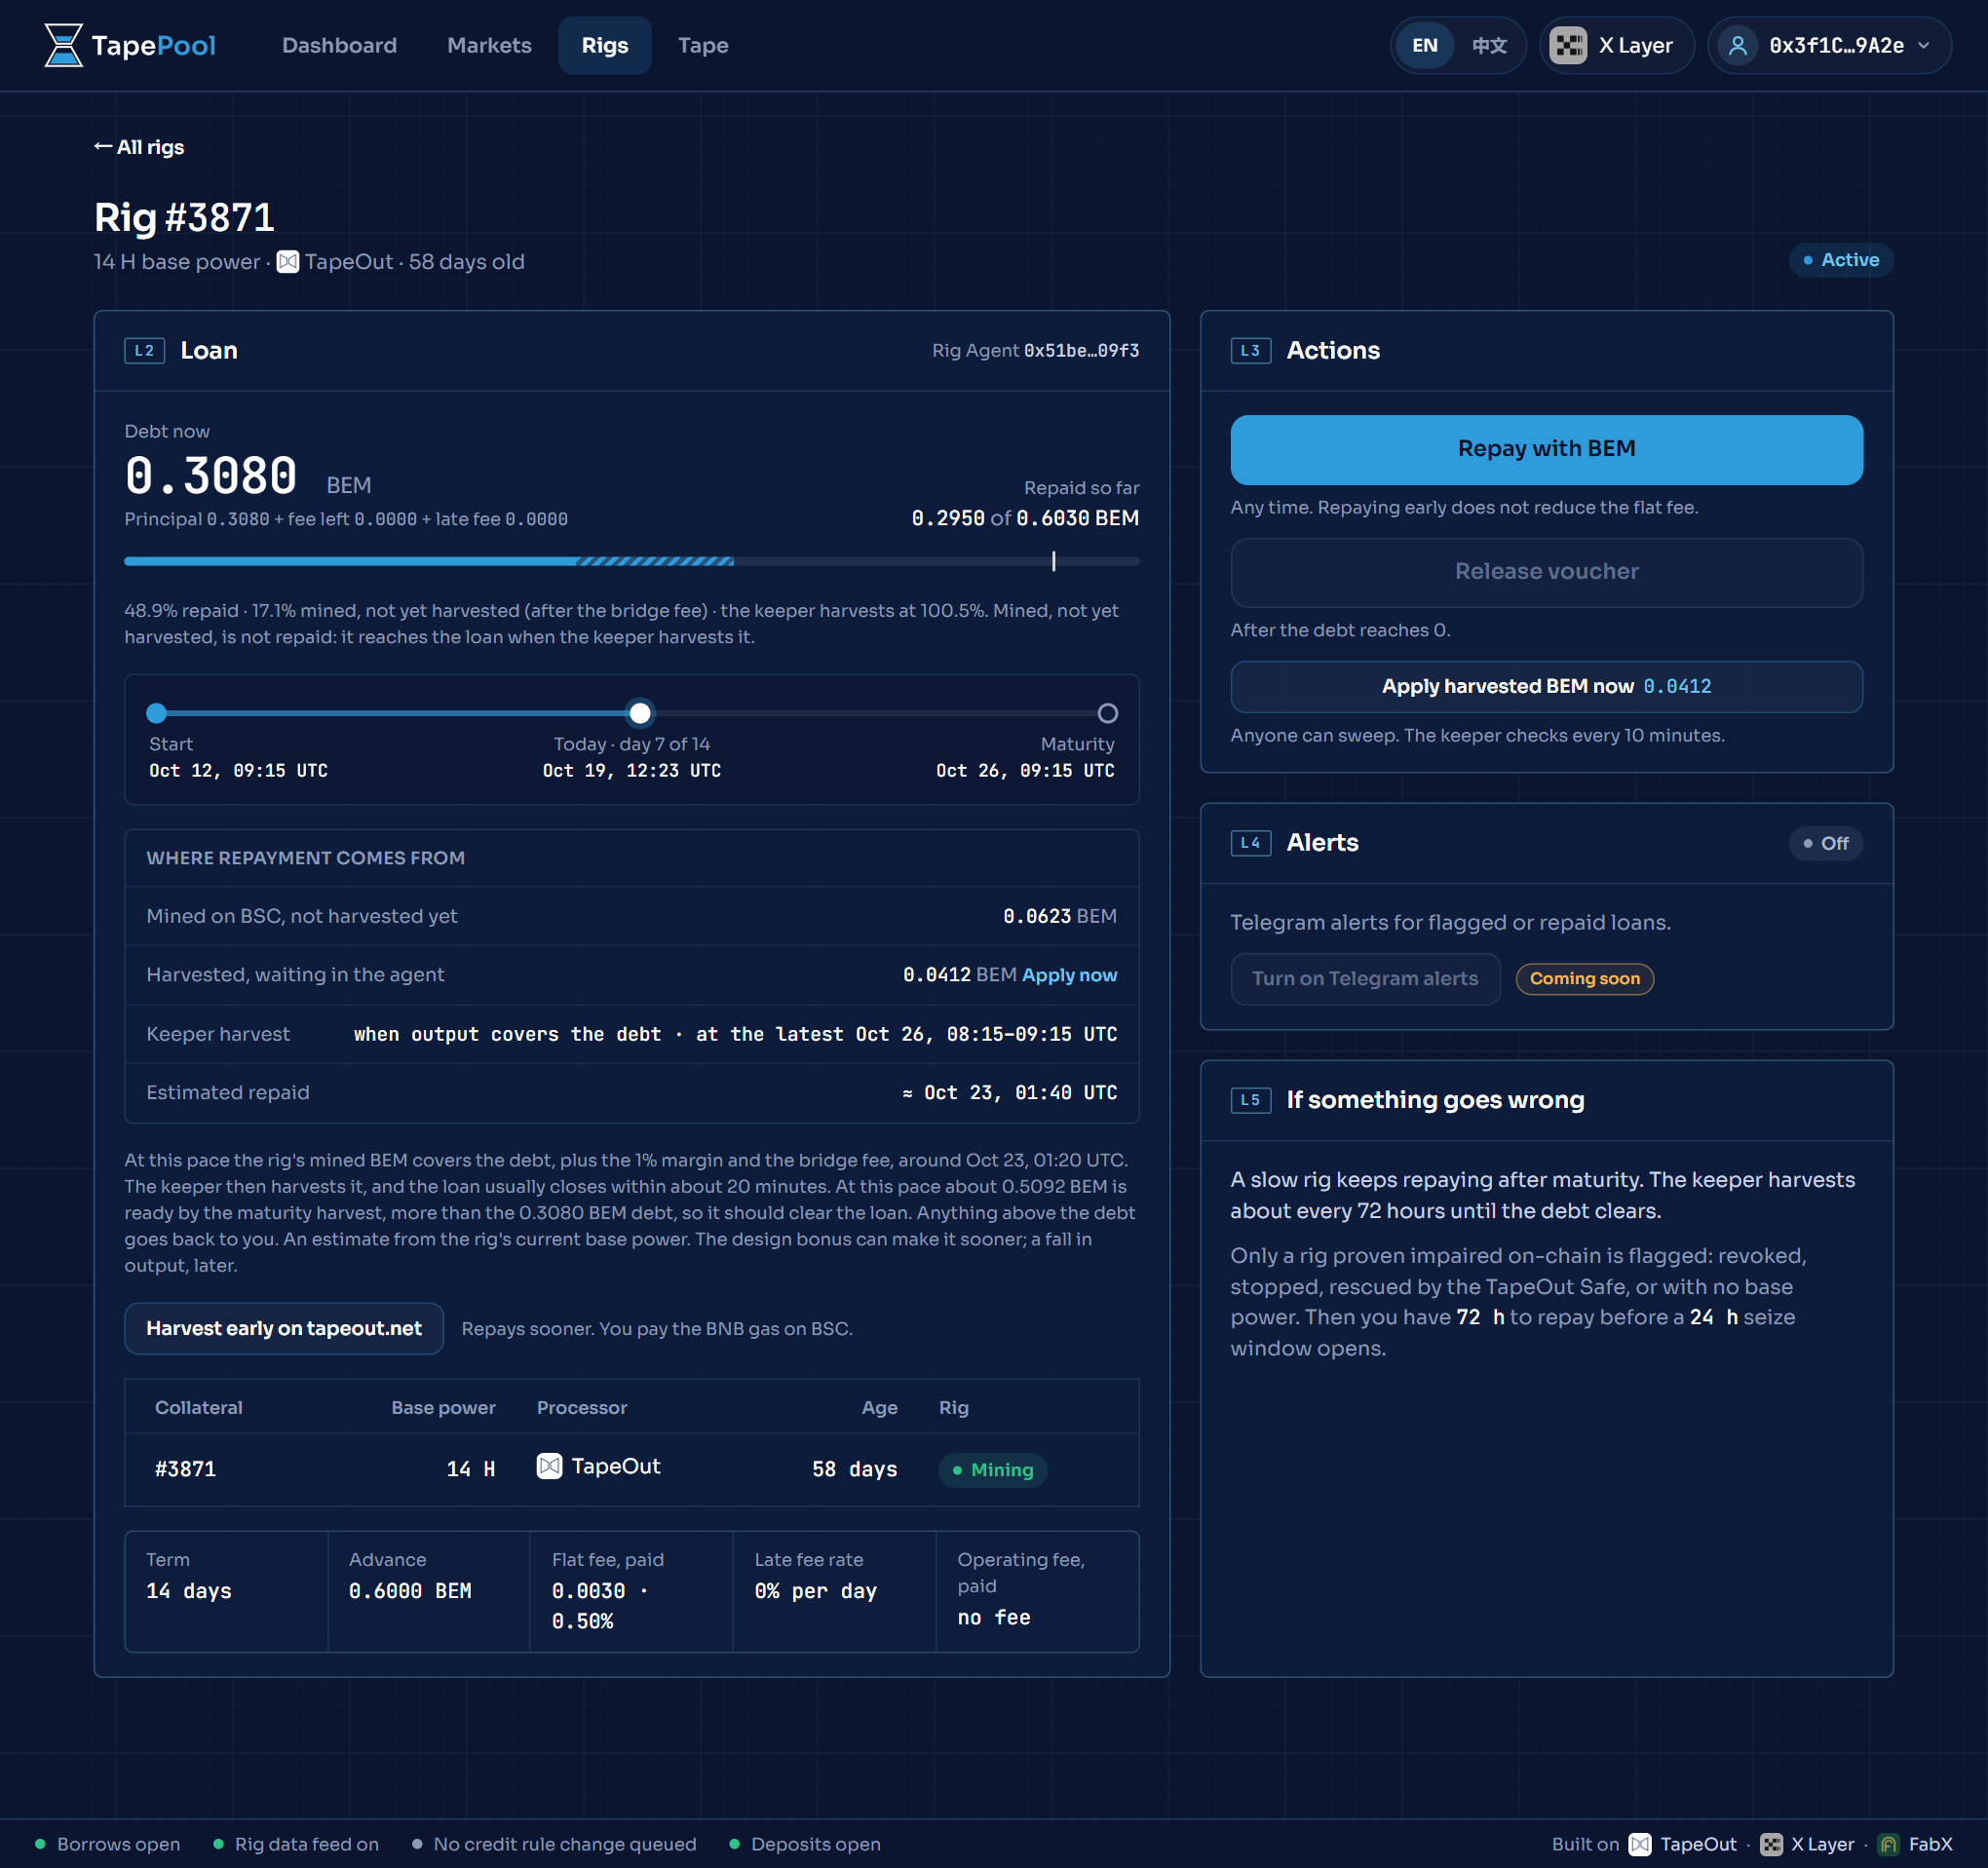 TapePool
Dashboard
Markets
Rigs
Tape
EN
中文
X Layer
0x3f1C…9A2e
← All rigs
Rig #3871
14 H base power · TapeOut · 58 days old
Active
L2
Loan
Rig Agent 0x51be…09f3
Debt now
0.3080 BEM
Principal 0.3080 + fee left 0.0000 + late fee 0.0000
Repaid so far
0.2950 of 0.6030 BEM
48.9% repaid · 17.1% mined, not yet harvested (after the bridge fee) · the keeper harvests at 100.5%. Mined, not yet
harvested, is not repaid: it reaches the loan when the keeper harvests it.
Start
Oct 12, 09:15 UTC
Today · day 7 of 14
Oct 19, 12:23 UTC
Maturity
Oct 26, 09:15 UTC
WHERE REPAYMENT COMES FROM
Mined on BSC, not harvested yet
0.0623 BEM
Harvested, waiting in the agent
0.0412 BEM Apply now
Keeper harvest
when output covers the debt · at the latest Oct 26, 08:15–09:15 UTC
Estimated repaid
≈ Oct 23, 01:40 UTC
At this pace the rig's mined BEM covers the debt, plus the 1% margin and the bridge fee, around Oct 23, 01:20 UTC.
The keeper then harvests it, and the loan usually closes within about 20 minutes. At this pace about 0.5092 BEM is
ready by the maturity harvest, more than the 0.3080 BEM debt, so it should clear the loan. Anything above the debt
goes back to you. An estimate from the rig's current base power. The design bonus can make it sooner; a fall in
output, later.
Harvest early on tapeout.net
Repays sooner. You pay the BNB gas on BSC.
Collateral
Base power
Processor
Age
Rig
#3871
14 H
TapeOut
58 days
Mining
Term
14 days
Advance
0.6000 BEM
Flat fee, paid
0.0030 ·
0.50%
Late fee rate
0% per day
Operating fee,
paid
no fee
L3
Actions
Repay with BEM
Any time. Repaying early does not reduce the flat fee.
Release voucher
After the debt reaches 0.
Apply harvested BEM now 0.0412
Anyone can sweep. The keeper checks every 10 minutes.
L4
Alerts
Off
Telegram alerts for flagged or repaid loans.
Turn on Telegram alerts
Coming soon
L5
If something goes wrong
A slow rig keeps repaying after maturity. The keeper harvests
about every 72 hours until the debt clears.
Only a rig proven impaired on-chain is flagged: revoked,
stopped, rescued by the TapeOut Safe, or with no base
power. Then you have 72 h to repay before a 24 h seize
window opens.
Borrows open
Rig data feed on
No credit rule change queued
Deposits open
Built on TapeOut · X Layer · FabX